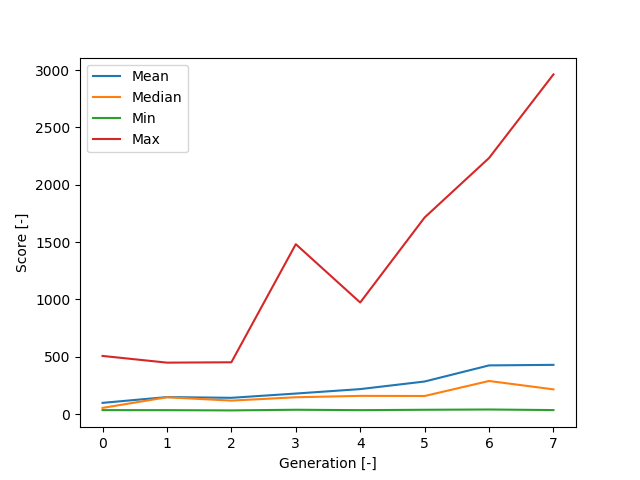 Mean
Median
Min
Max
3000
2500
2000
1500
1000
500
0
Score [-]
0 1 2 3 4 5 6 7
Generation [-]